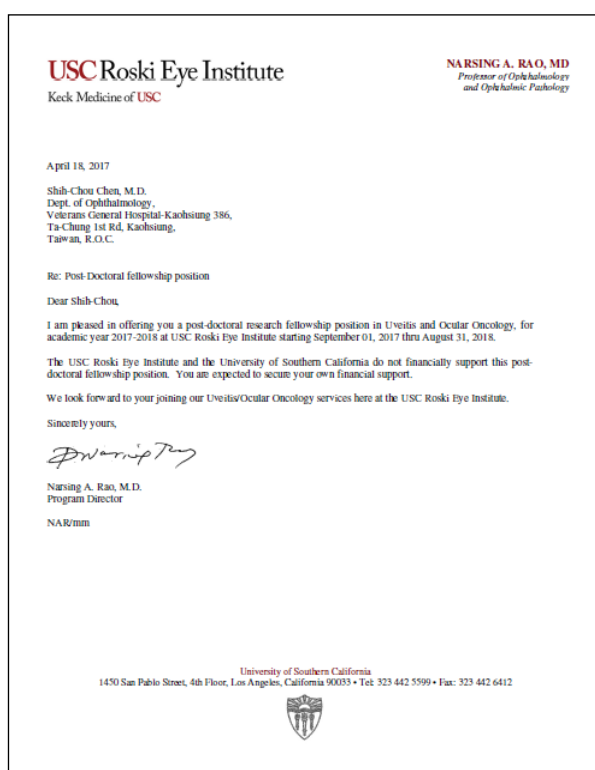 USC Roski Eye Institute
Keck Medicine of USC
NARSING A. RAO, MD
Professor of Ophthalmology
and Ophthalmic Pathology
April 18, 2017
Shih-Chou Chen, M.D.
Dept. of Ophthalmology,
Veterans General Hospital-Kaohsiung 386,
Ta-Chung 1st Rd, Kaohsiung,
Taiwan, R.O.C.
Re: Post-Doctoral fellowship position
Dear Shih-Chou,
I am pleased in offering you a post-doctoral research fellowship position in Uveitis and Ocular Oncology, for
academic year 2017-2018 at USC Roski Eye Institute starting September 01, 2017 thru August 31, 2018.
The USC Roski Eye Institute and the University of Southern California do not financially support this post-
doctoral fellowship position. You are expected to secure your own financial support.
We look forward to your joining our Uveitis/Ocular Oncology services here at the USC Roski Eye Institute.
Sincerely yours,
Narsing A. Rao, M.D.
Program Director
NAR/mm
University of Southern California
1450 San Pablo Street, 4th Floor, Los Angeles, California 90033 • Tel: 323 442 5599 • Fax: 323 442 6412